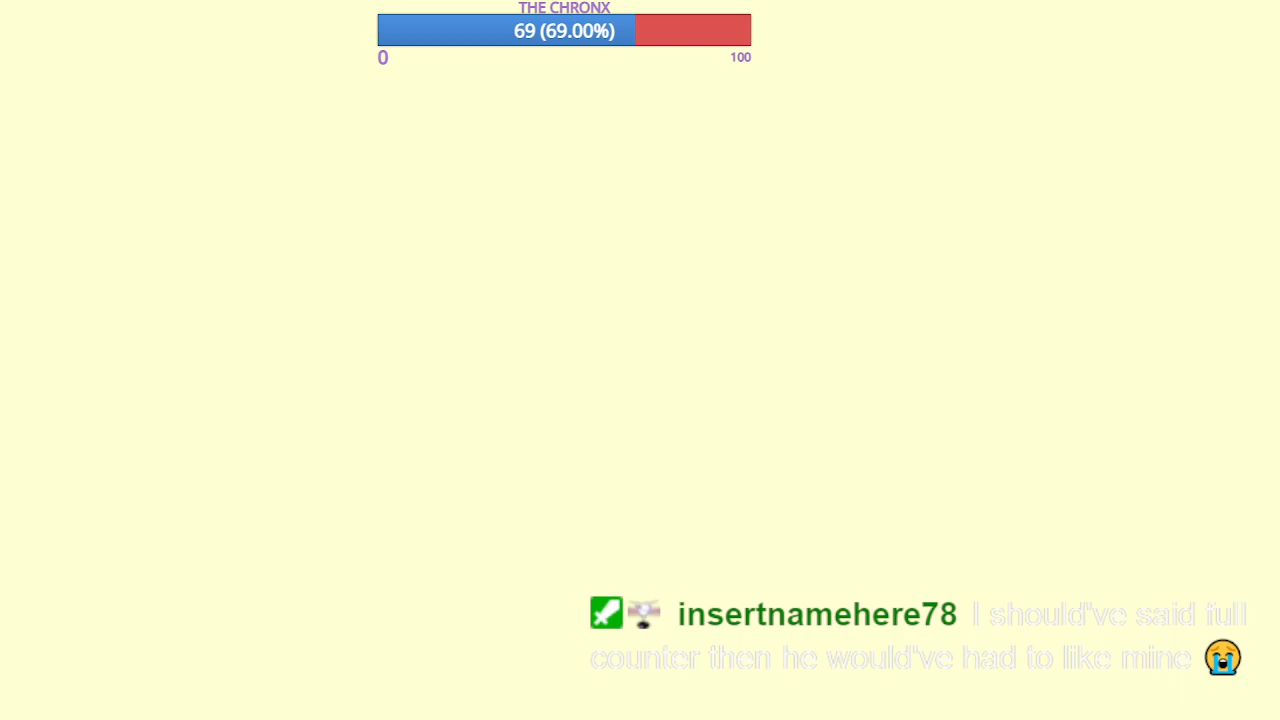 THE CHRONX
69 (69.00%)
0 100
insertnamehere78 I should've said full
counter then he would've had to like mine 😭